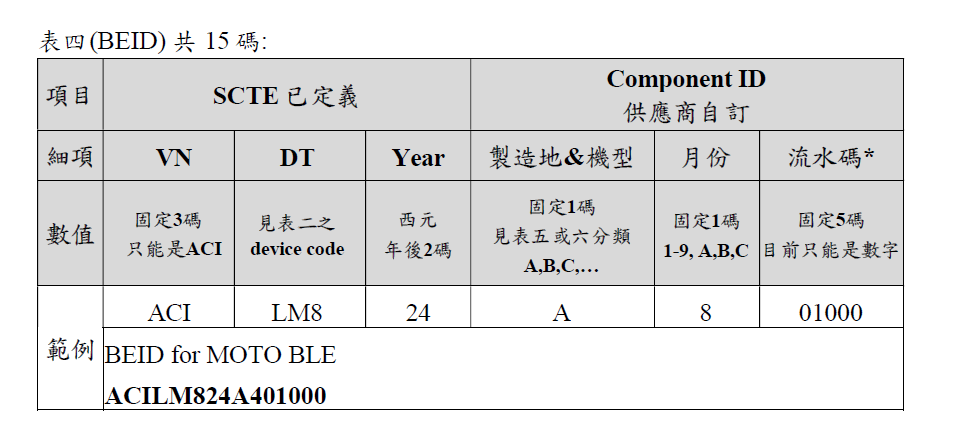 表四(BEID) 共 15 碼:
項目
SCTE 已定義
Component ID
供應商自訂
細項
VN
DT
Year
製造地&機型
月份
流水碼*
數值
固定3碼
只能是ACI
見表二之
device code
西元
年後2碼
固定1碼
見表五或六分類
A,B,C,…
固定1碼
1-9, A,B,C
固定5碼
目前只能是數字
範例
ACI
LM8
24
A
8
01000
BEID for MOTO BLE
ACILM824A401000